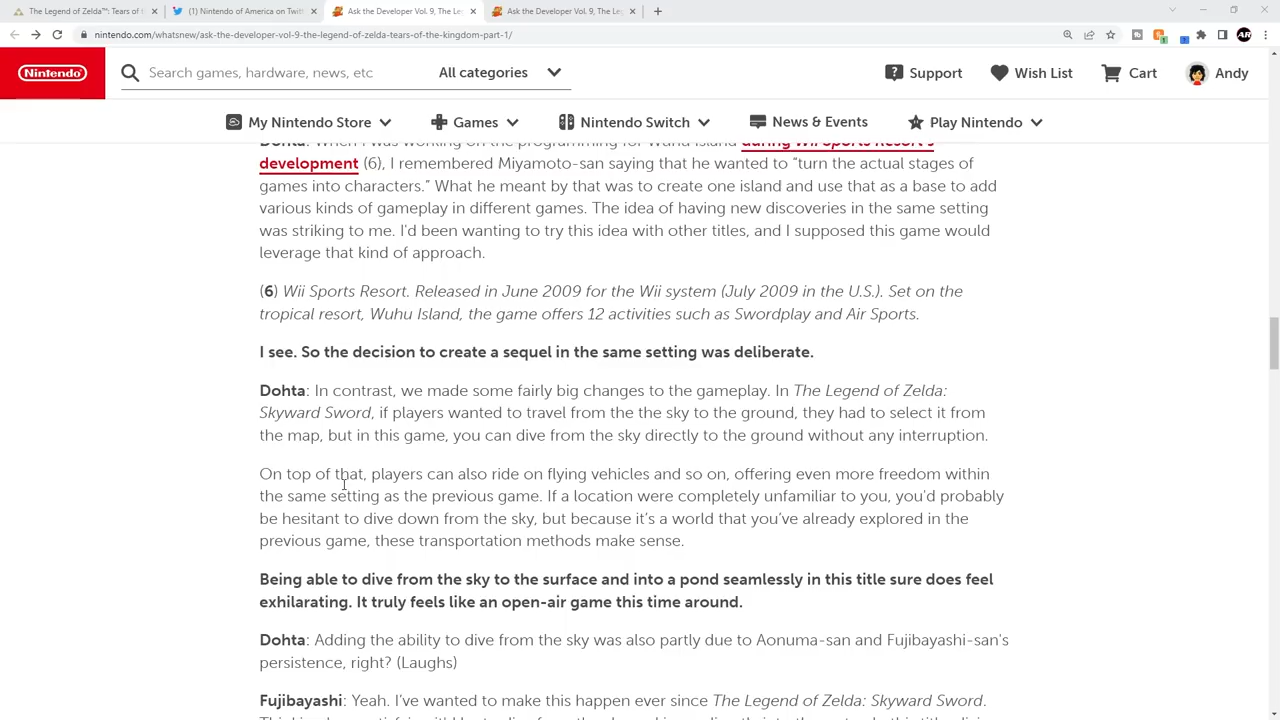 The Legend of Zelda™: Tears of t
(1) Nintendo of America on Twitt
Ask the Developer Vol. 9, The Le
Ask the Developer Vol. 9, The Leg
nintendo.com/whatsnew/ask-the-developer-vol-9-the-legend-of-zelda-tears-of-the-kingdom-part-1/
AR
Nintendo
Search games, hardware, news, etc
All categories
Support
Wish List
Cart
Andy
My Nintendo Store
Games
Nintendo Switch
News & Events
Play Nintendo
Dohta: When I was working on the programming for Wuhu Island during Wii Sports Resort's
development (6), I remembered Miyamoto-san saying that he wanted to “turn the actual stages of
games into characters.” What he meant by that was to create one island and use that as a base to add
various kinds of gameplay in different games. The idea of having new discoveries in the same setting
was striking to me. I'd been wanting to try this idea with other titles, and I supposed this game would
leverage that kind of approach.
(6) Wii Sports Resort. Released in June 2009 for the Wii system (July 2009 in the U.S.). Set on the
tropical resort, Wuhu Island, the game offers 12 activities such as Swordplay and Air Sports.
I see. So the decision to create a sequel in the same setting was deliberate.
Dohta: In contrast, we made some fairly big changes to the gameplay. In The Legend of Zelda:
Skyward Sword, if players wanted to travel from the the sky to the ground, they had to select it from
the map, but in this game, you can dive from the sky directly to the ground without any interruption.
On top of that, players can also ride on flying vehicles and so on, offering even more freedom within
the same setting as the previous game. If a location were completely unfamiliar to you, you'd probably
be hesitant to dive down from the sky, but because it’s a world that you’ve already explored in the
previous game, these transportation methods make sense.
Being able to dive from the sky to the surface and into a pond seamlessly in this title sure does feel
exhilarating. It truly feels like an open-air game this time around.
Dohta: Adding the ability to dive from the sky was also partly due to Aonuma-san and Fujibayashi-san's
persistence, right? (Laughs)
Fujibayashi: Yeah. I’ve wanted to make this happen ever since The Legend of Zelda: Skyward Sword.